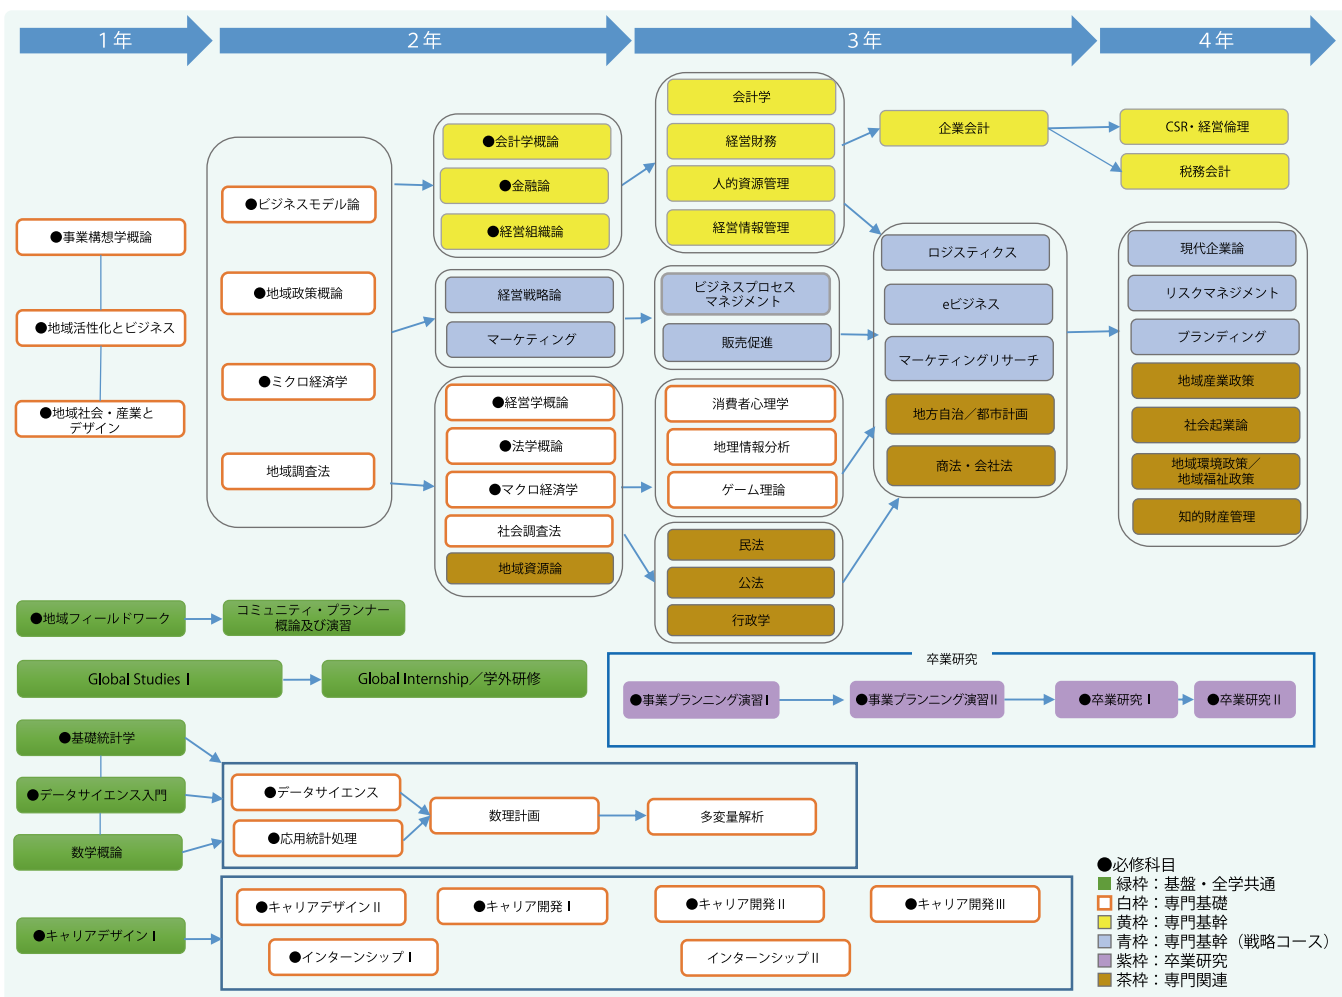 1年
2年
3年
4年
●事業構想学概論
●地域活性化とビジネス
●地域社会・産業と
デザイン
●ビジネスモデル論
●地域政策概論
●ミクロ経済学
地域調査法
●会計学概論
●金融論
●経営組織論
経営戦略論
マーケティング
●経営学概論
●法学概論
●マクロ経済学
社会調査法
地域資源論
会計学
経営財務
人的資源管理
経営情報管理
ビジネスプロセス
マネジメント
販売促進
消費者心理学
地理情報分析
ゲーム理論
民法
公法
行政学
企業会計
ロジスティクス
eビジネス
マーケティングリサーチ
地方自治／都市計画
商法・会社法
CSR・経営倫理
税務会計
現代企業論
リスクマネジメント
ブランディング
地域産業政策
社会起業論
地域環境政策／
地域福祉政策
知的財産管理
●地域フィールドワーク
コミュニティ・プランナー
概論及び演習
Global Studies Ⅰ
Global Internship／学外研修
卒業研究
●事業プランニング演習Ⅰ
●事業プランニング演習Ⅱ
●卒業研究Ⅰ
●卒業研究Ⅱ
●基礎統計学
●データサイエンス入門
数学概論
●データサイエンス
●応用統計処理
数理計画
多変量解析
●キャリアデザインⅠ
●キャリアデザインⅡ
●キャリア開発Ⅰ
●キャリア開発Ⅱ
●キャリア開発Ⅲ
●インターンシップⅠ
インターンシップⅡ
●必修科目
緑枠：基盤・全学共通
白枠：専門基礎
黄枠：専門基幹
青枠：専門基幹（戦略コース）
紫枠：卒業研究
茶枠：専門関連